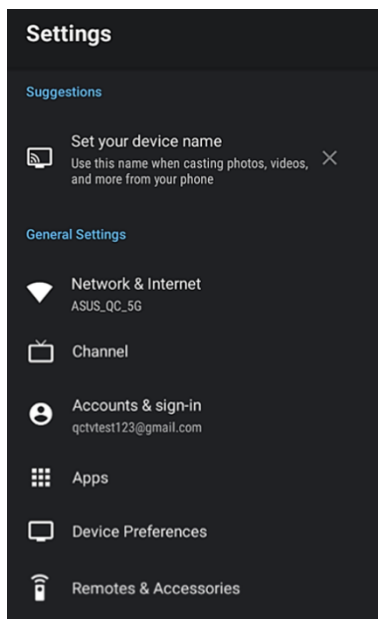 Settings
Suggestions
Set your device name
Use this name when casting photos, videos,
and more from your phone
General Settings
Network & Internet
ASUS_QC_5G
Channel
Accounts & sign-in
qctvtest123@gmail.com
Apps
Device Preferences
Remotes & Accessories